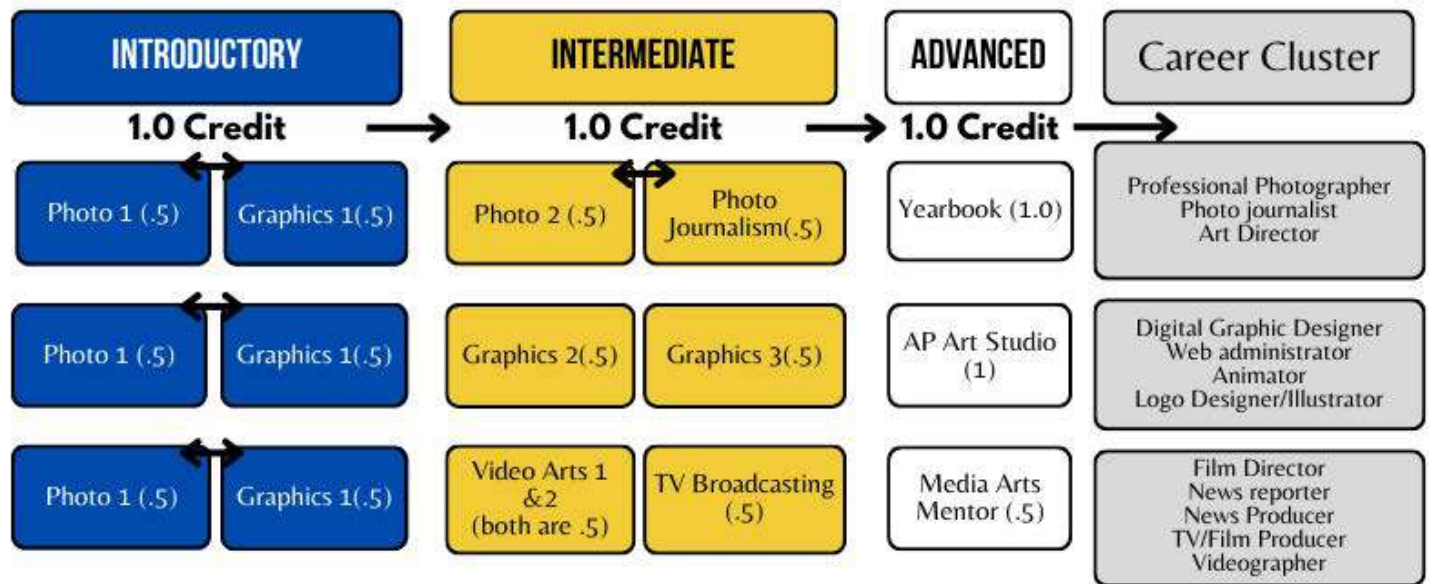 INTRODUCTORY
INTERMEDIATE
ADVANCED
Career Cluster
1.0 Credit
1.0 Credit
1.0 Credit
Photo 1 (.5)
Graphics 1(.5)
Photo 2 (.5)
Photo
Journalism(.5)
Yearbook (1.0)
Professional Photographer
Photo journalist
Art Director
Photo 1 (.5)
Graphics 1(.5)
Graphics 2(.5)
Graphics 3(.5)
AP Art Studio
(1)
Digital Graphic Designer
Web administrator
Animator
Logo Designer/Illustrator
Photo 1 (.5)
Graphics 1(.5)
Video Arts 1
&2
(both are .5)
TV Broadcasting
(.5)
Media Arts
Mentor (.5)
Film Director
News reporter
News Producer
TV/Film Producer
Videographer